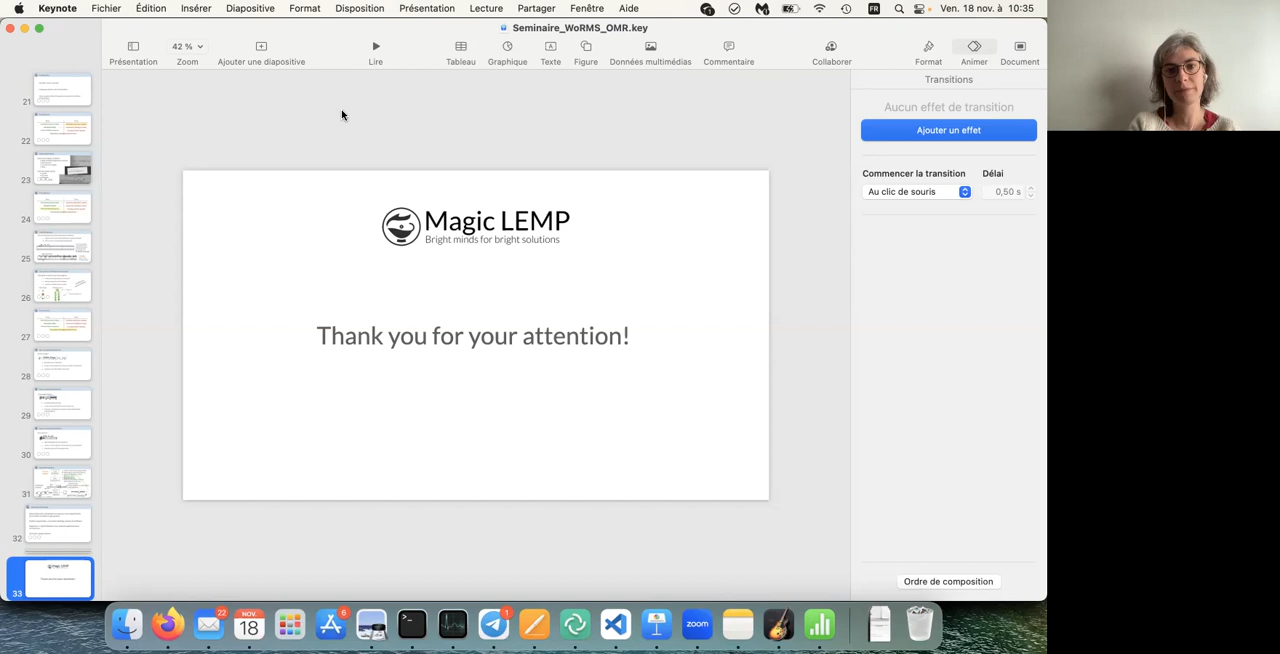 Keynote Fichier Édition Insérer Diapositive Format Disposition Présentation Lecture Partager Fenêtre Aide FR Ven. 18 nov. à 10:35
Seminaire_WoRMS_OMR.key
42 %
Présentation Zoom Ajouter une diapositive Lire Tableau Graphique Texte Figure Données multimédias Commentaire Collaborer Format Animer Document
Transitions
Aucun effet de transition
Ajouter un effet
Commencer la transition Délai
Au clic de souris 0,50 s
21
22
23
24
25
26
27
28
29
30
31
32
33
Magic LEMP
Bright minds for bright solutions
Thank you for your attention!
Ordre de composition
22
NOV.
18
6
1
zoom